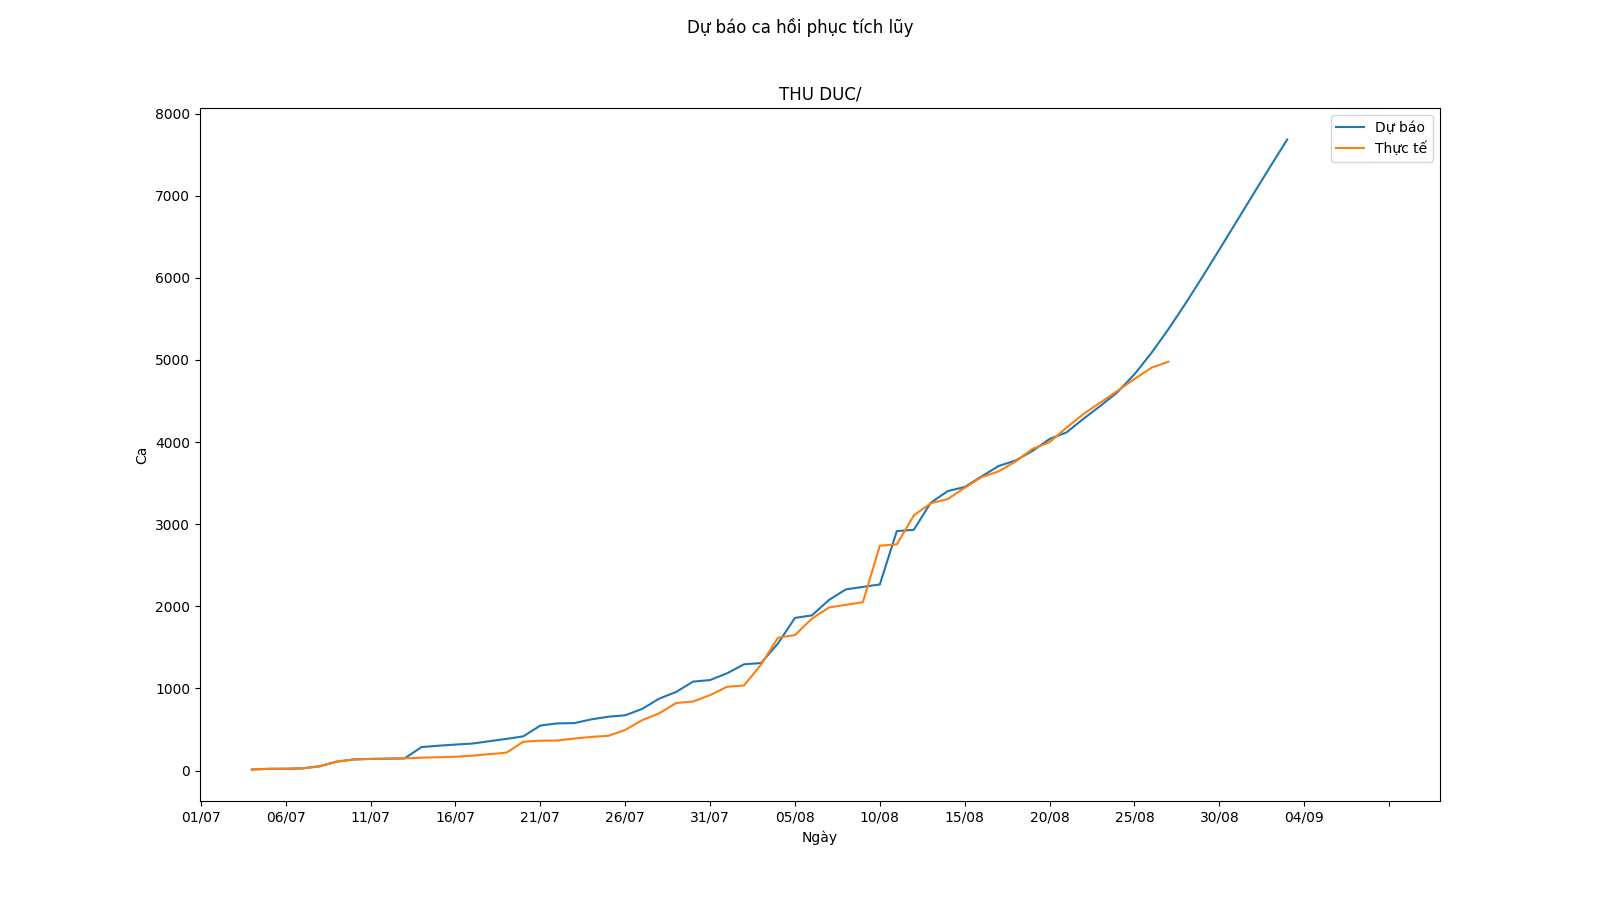 Dự báo ca hồi phục tích lũy
THU DUC/
Dự báo
Thực tế
8000
7000
6000
5000
4000
3000
2000
1000
0
Ca
01/07 06/07 11/07 16/07 21/07 26/07 31/07 05/08 10/08 15/08 20/08 25/08 30/08 04/09
Ngày